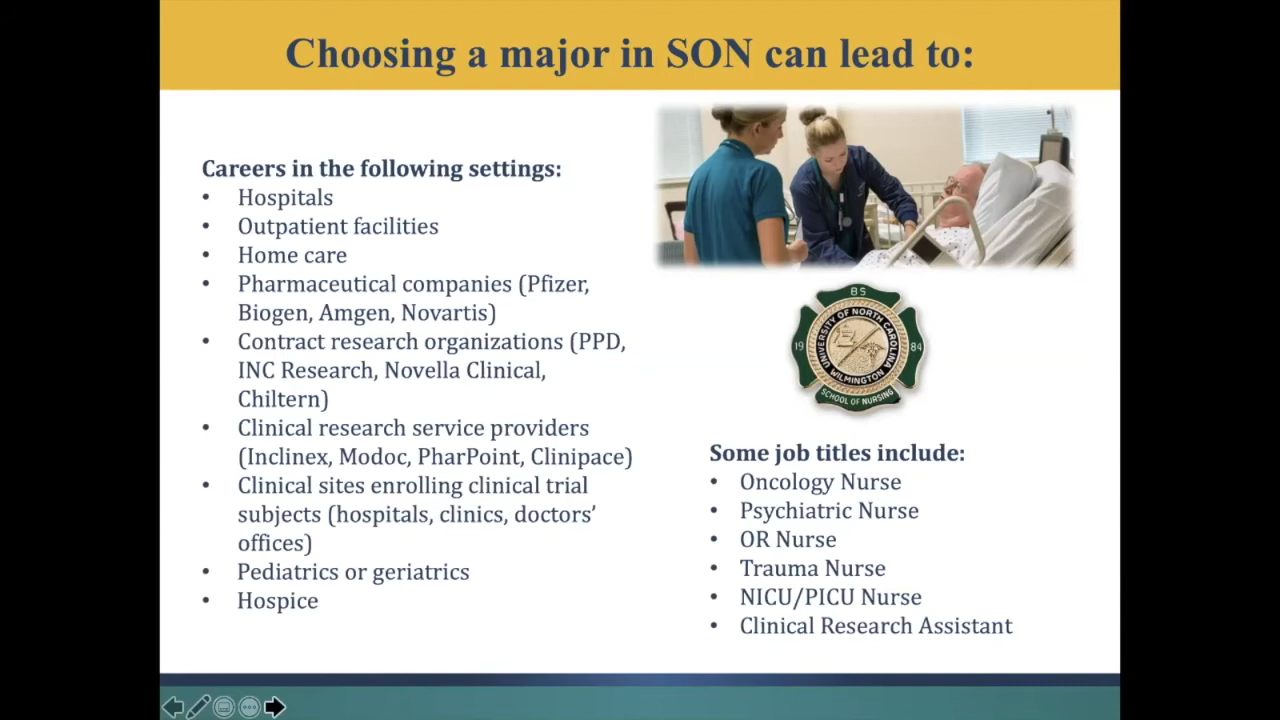 Choosing a major in SON can lead to:
Careers in the following settings:
• Hospitals
• Outpatient facilities
• Home care
• Pharmaceutical companies (Pfizer,
Biogen, Amgen, Novartis)
• Contract research organizations (PPD,
INC Research, Novella Clinical,
Chiltern)
• Clinical research service providers
(Inclinex, Modoc, PharPoint, Clinipace)
• Clinical sites enrolling clinical trial
subjects (hospitals, clinics, doctors’
offices)
• Pediatrics or geriatrics
• Hospice
BS
19 84
UNIVERSITY OF NORTH CAROLINA
WILMINGTON
SCHOOL OF NURSING
Some job titles include:
• Oncology Nurse
• Psychiatric Nurse
• OR Nurse
• Trauma Nurse
• NICU/PICU Nurse
• Clinical Research Assistant